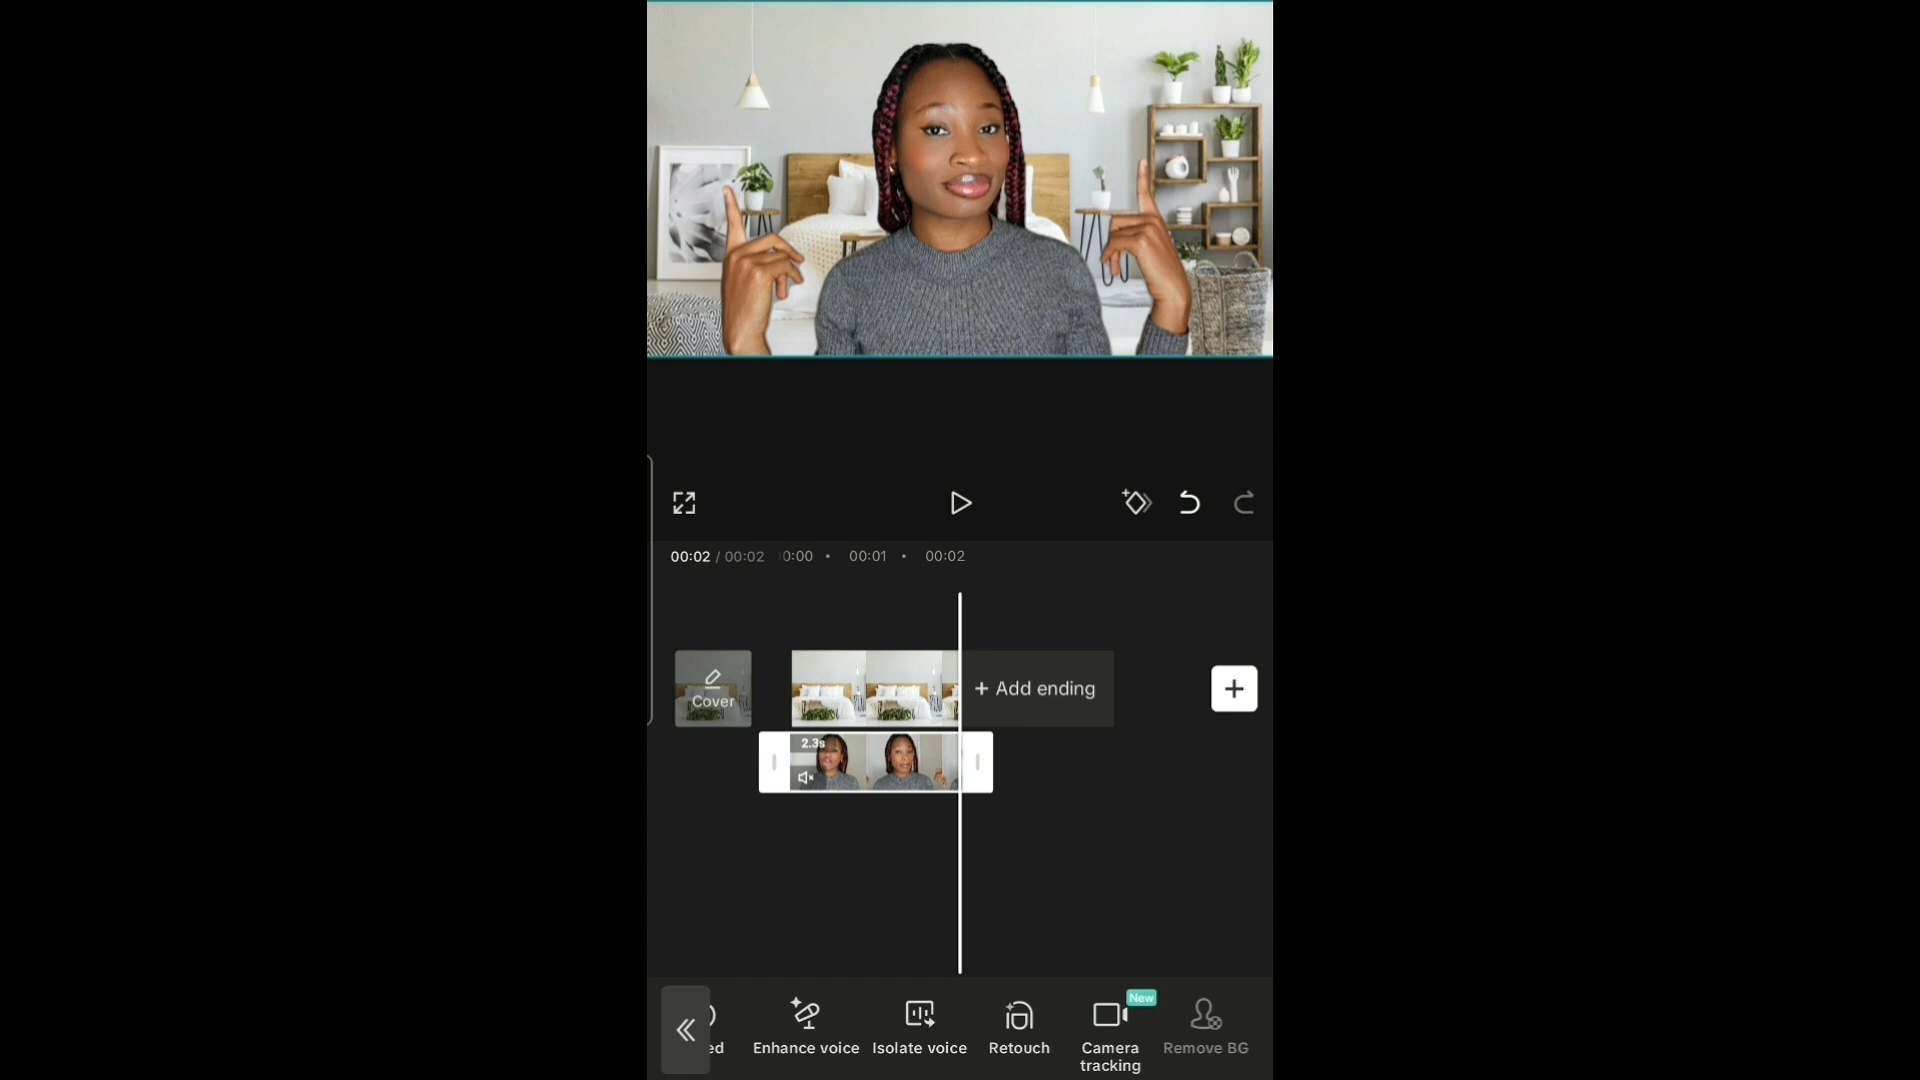 00:02 / 00:02
0:00 • 00:01 • 00:02
Cover
+ Add ending
2.3s
ed
Enhance voice
Isolate voice
Retouch
New
Camera
tracking
Remove BG